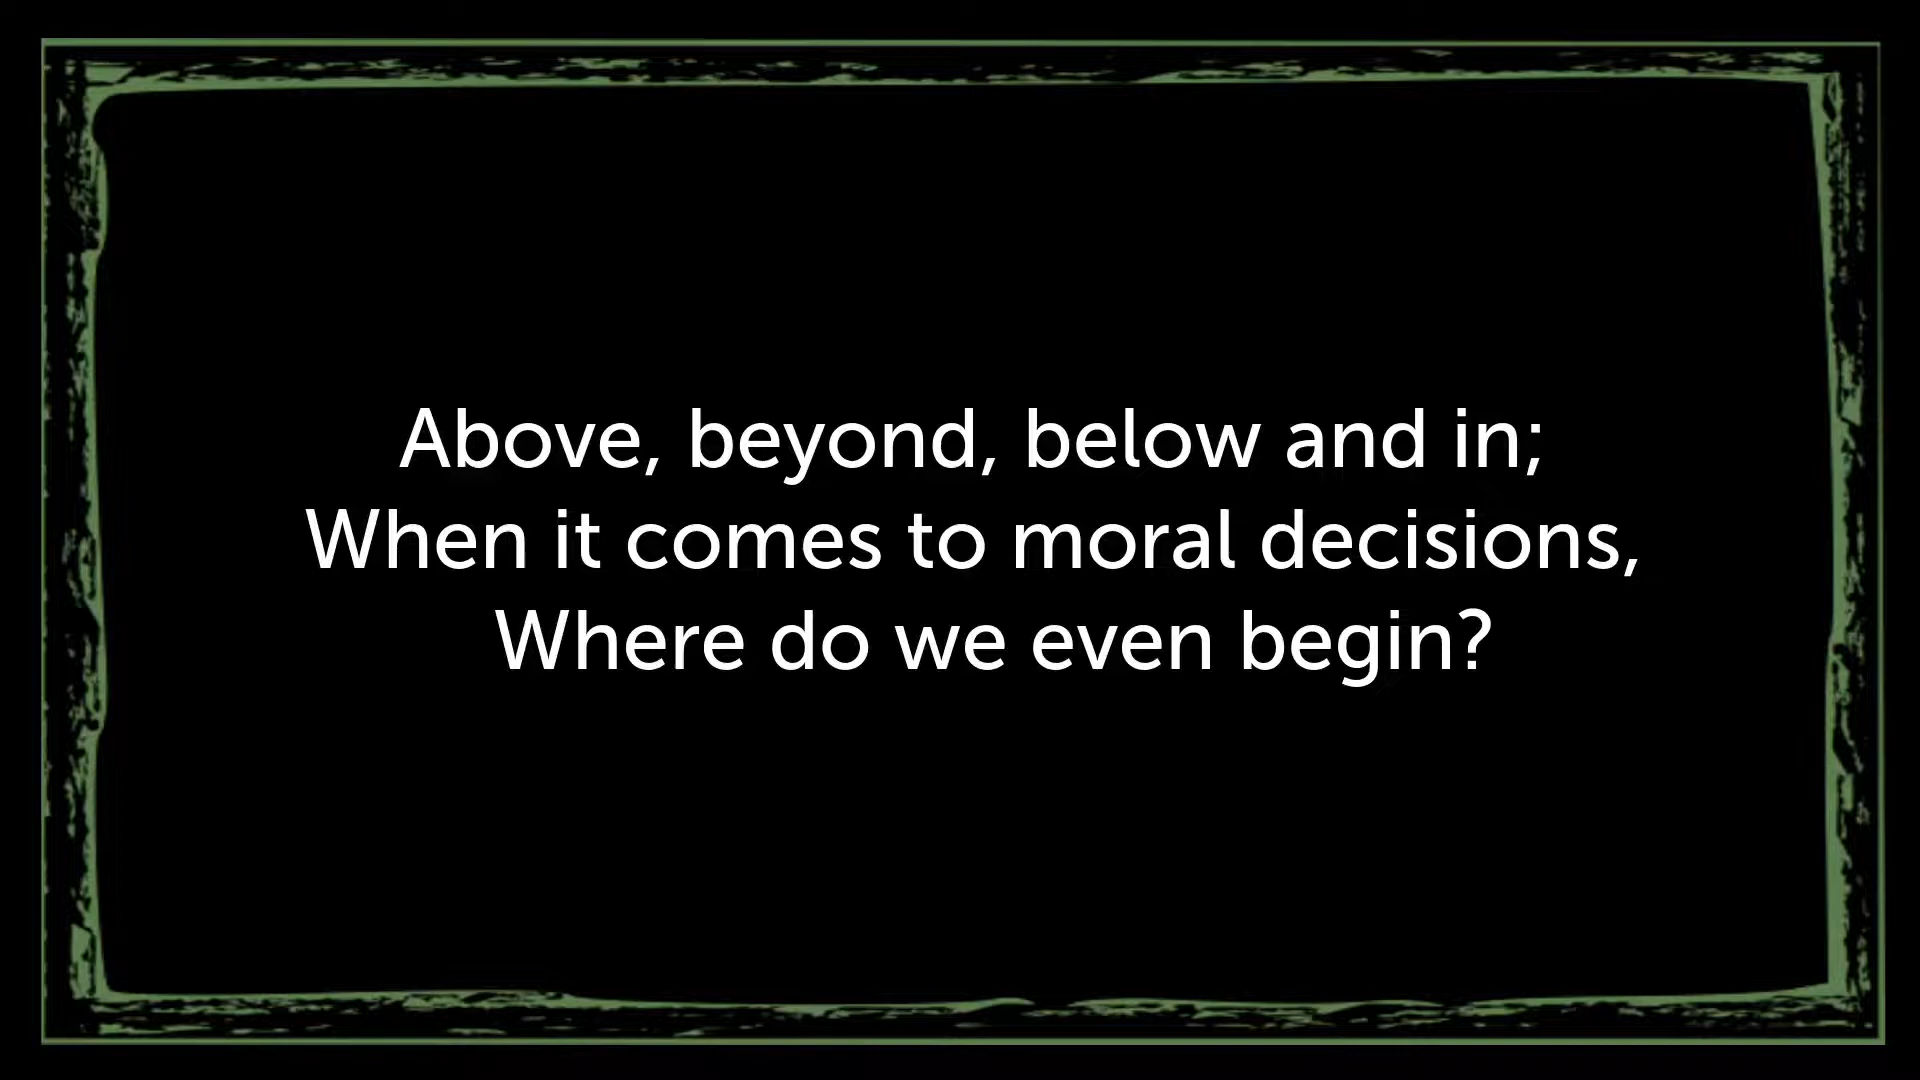 Above, beyond, below and in;
When it comes to moral decisions,
Where do we even begin?